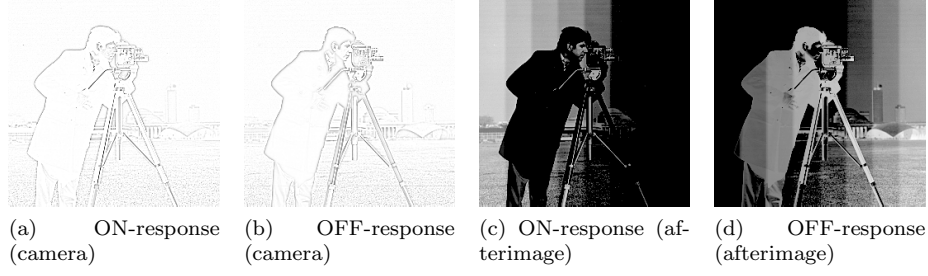 (a) ON-response
(camera)
(b) OFF-response
(camera)
(c) ON-response (af-
terimage)
(d) OFF-response
(afterimage)